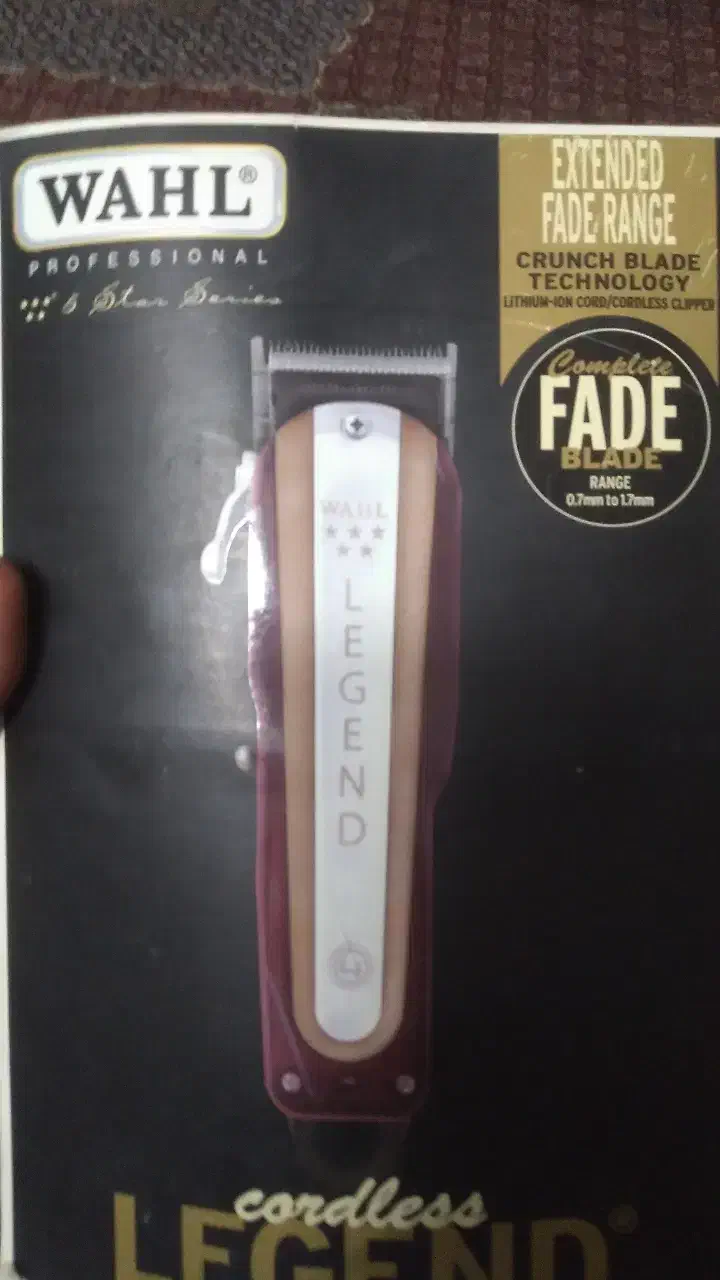 WAHL®
PROFESSIONAL
5 Star Series
EXTENDED
FADE RANGE
CRUNCH BLADE
TECHNOLOGY
LITHIUM-ION CORD/CORDLESS CLIPPER
Complete
FADE
BLADE
RANGE
0.7mm to 1.7mm
WAHL
LEGEND
cordless
LEGEND®